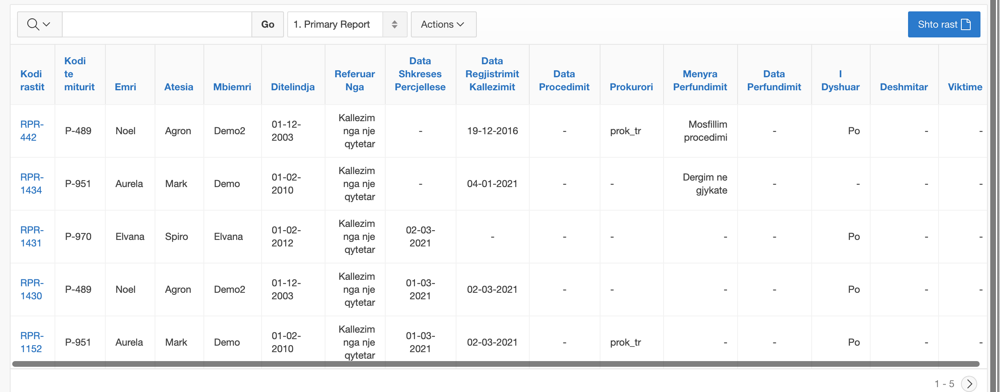 Go
1. Primary Report
Actions
Shto rast
Kodi rastit | Kodi te miturit | Emri | Atesia | Mbiemri | Ditelindja | Referuar Nga | Data Shkreses Percjellese | Data Regjistrimit Kallezimit | Data Procedimit | Prokurori | Menyra Perfundimit | Data Perfundimit | I Dyshuar | Deshmitar | Viktime
RPR-442 | P-489 | Noel | Agron | Demo2 | 01-12-2003 | Kallezim nga nje qytetar | - | 19-12-2016 | - | prok_tr | Mosfillim procedimi | - | Po | - | -
RPR-1434 | P-951 | Aurela | Mark | Demo | 01-02-2010 | Kallezim nga nje qytetar | - | 04-01-2021 | - | - | Dergim ne gjykate | - | - | - | -
RPR-1431 | P-970 | Elvana | Spiro | Elvana | 01-02-2012 | Kallezim nga nje qytetar | 02-03-2021 | - | - | - | - | - | Po | - | -
RPR-1430 | P-489 | Noel | Agron | Demo2 | 01-12-2003 | Kallezim nga nje qytetar | 01-03-2021 | 02-03-2021 | - | - | - | - | Po | - | -
RPR-1152 | P-951 | Aurela | Mark | Demo | 01-02-2010 | Kallezim nga nje qytetar | 01-03-2021 | 02-03-2021 | - | prok_tr | - | - | Po | - | -
1 - 5